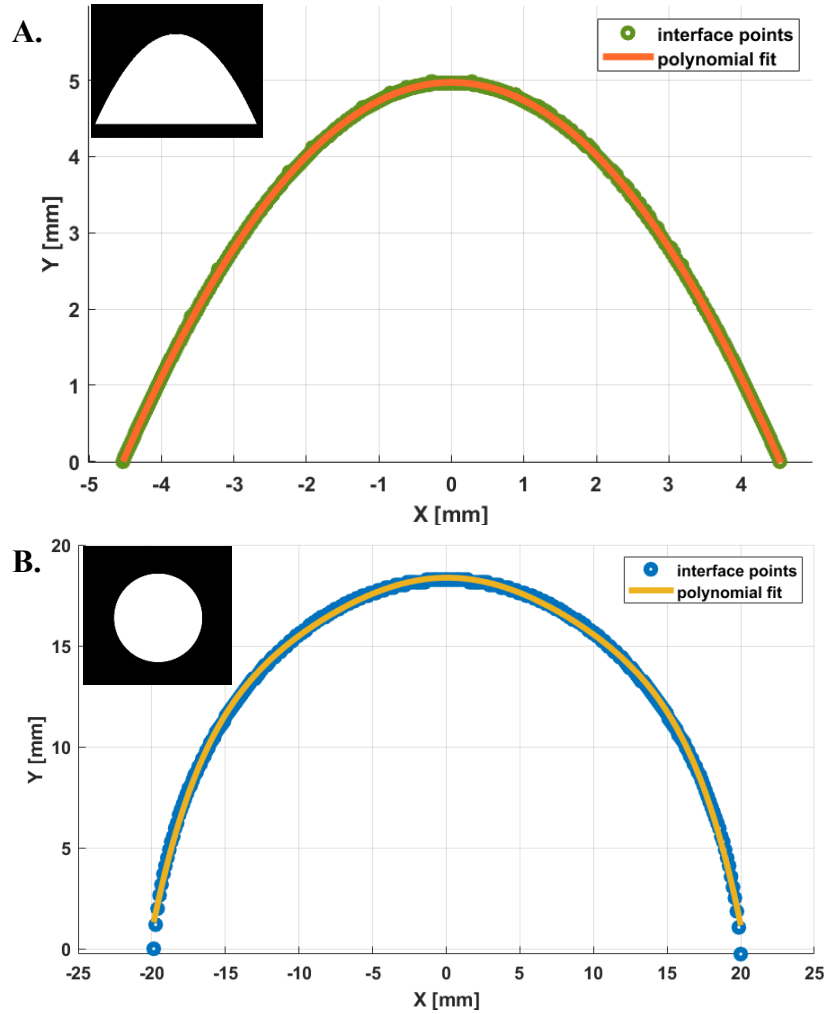 A.
interface points
polynomial fit
5
4
3
2
1
0
Y [mm]
-5 -4 -3 -2 -1 0 1 2 3 4
X [mm]
B.
interface points
polynomial fit
20
15
10
5
0
Y [mm]
-25 -20 -15 -10 -5 0 5 10 15 20 25
X [mm]